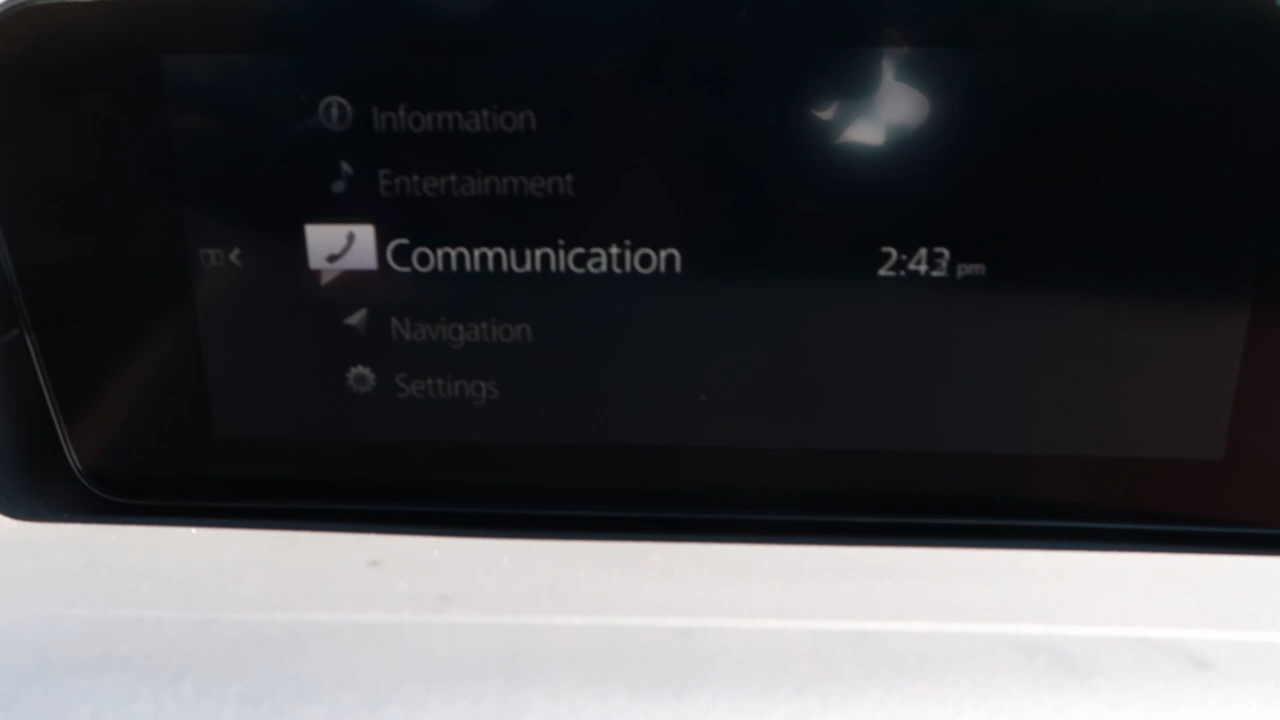 Information
Entertainment
Communication
2:43 pm
Navigation
Settings